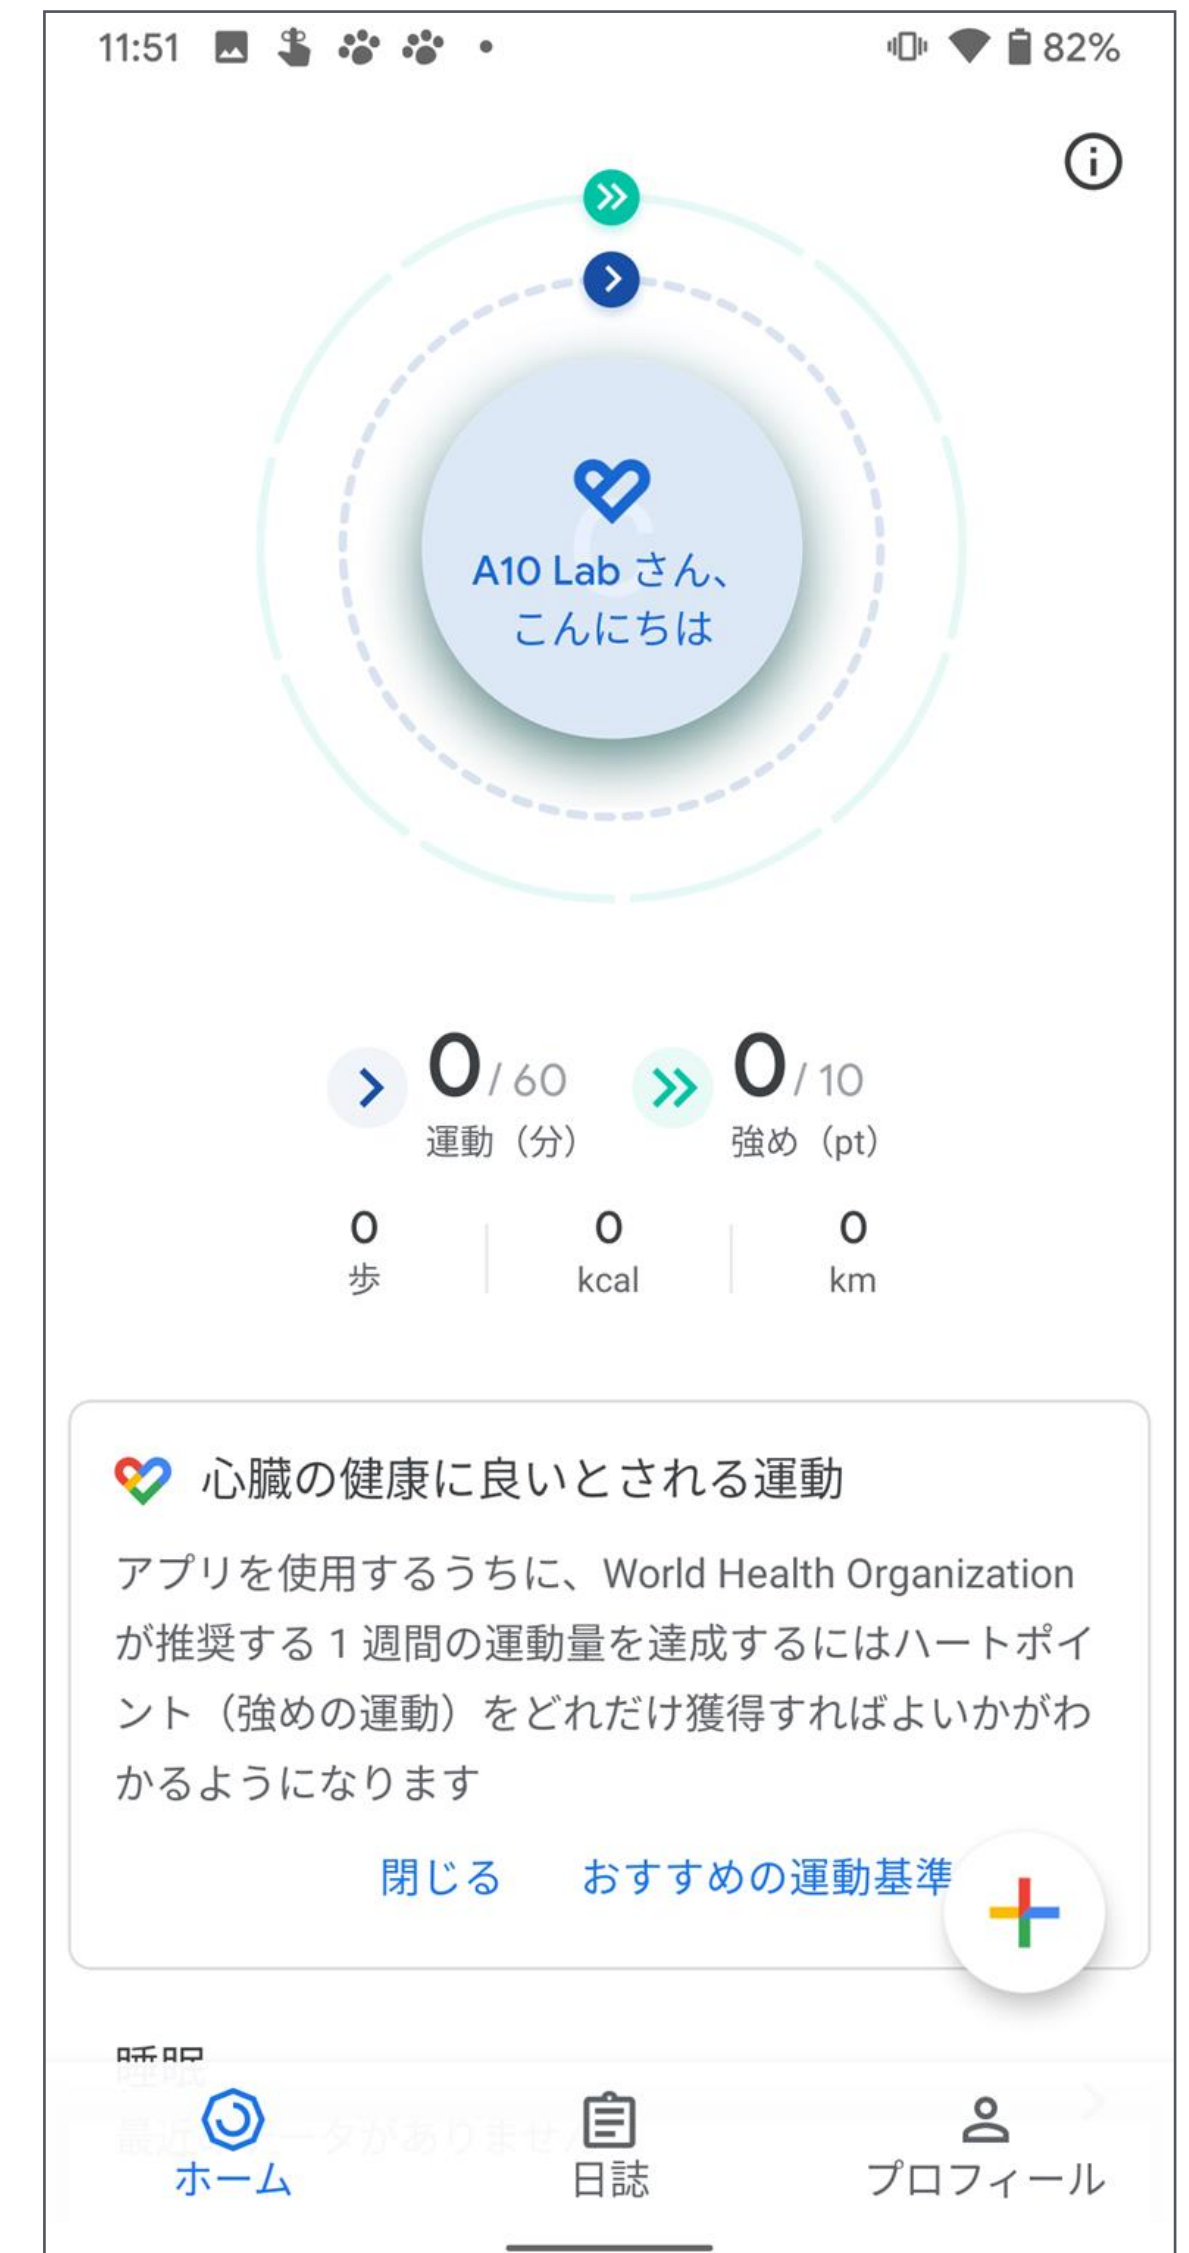 11:51
82%
A10 Lab さん、
こんにちは
0 / 60
運動（分）
0 / 10
強め（pt）
0
歩
0
kcal
0
km
心臓の健康に良いとされる運動
アプリを使用するうちに、World Health Organization
が推奨する 1 週間の運動量を達成するにはハートポイ
ント（強めの運動）をどれだけ獲得すればよいかがわ
かるようになります
閉じる
おすすめの運動基準
睡眠
ホーム
日誌
プロフィール